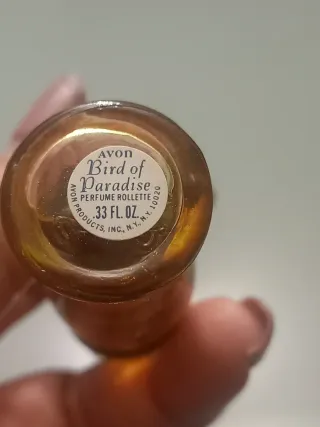 AVON
Bird of
Paradise
PERFUME ROLLETTE
.33 FL. OZ.
AVON PRODUCTS, INC., N.Y., N.Y. 10020